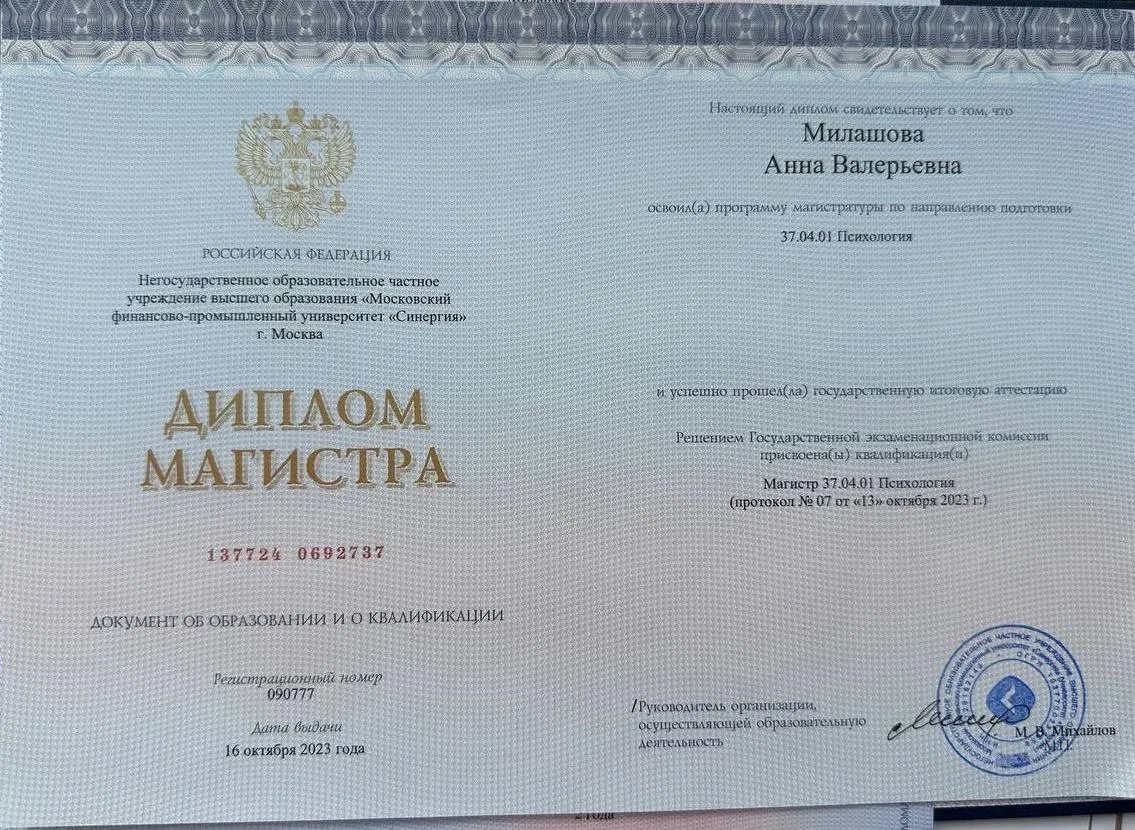 РОССИЙСКАЯ ФЕДЕРАЦИЯ
Негосударственное образовательное частное
учреждение высшего образования «Московский
финансово-промышленный университет «Синергия»
г. Москва
ДИПЛОМ
МАГИСТРА
137724 0692737
ДОКУМЕНТ ОБ ОБРАЗОВАНИИ И О КВАЛИФИКАЦИИ
Регистрационный номер
090777
Дата выдачи
16 октября 2023 года
Настоящий диплом свидетельствует о том, что
Милашова
Анна Валерьевна
освоил(а) программу магистратуры по направлению подготовки
37.04.01 Психология
и успешно прошел(ла) государственную итоговую аттестацию
Решением Государственной экзаменационной комиссии
присвоена(ы) квалификация(и)
Магистр 37.04.01 Психология
(протокол № 07 от «13» октября 2023 г.)
/Руководитель организации,
осуществляющей образовательную
деятельность
М. В. Михайлов
М.П.
2 года